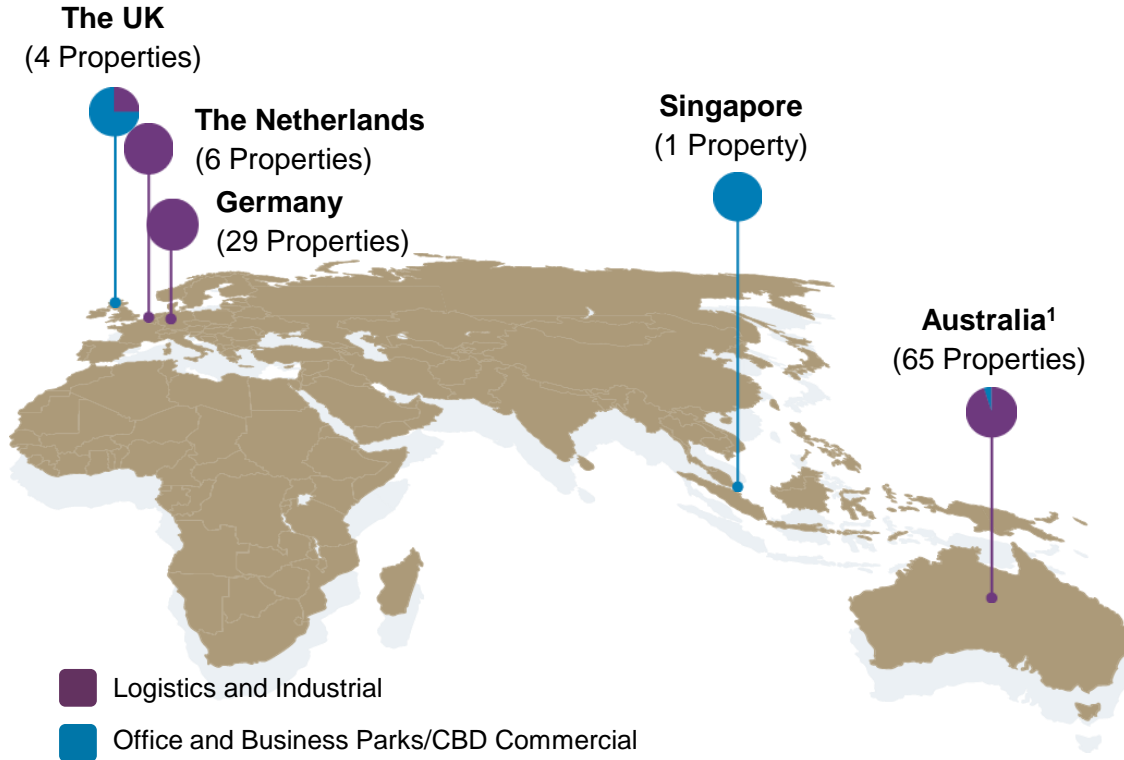 The UK
(4 Properties)
The Netherlands
(6 Properties)
Germany
(29 Properties)
Singapore
(1 Property)
Australia¹
(65 Properties)
Logistics and Industrial
Office and Business Parks/CBD Commercial